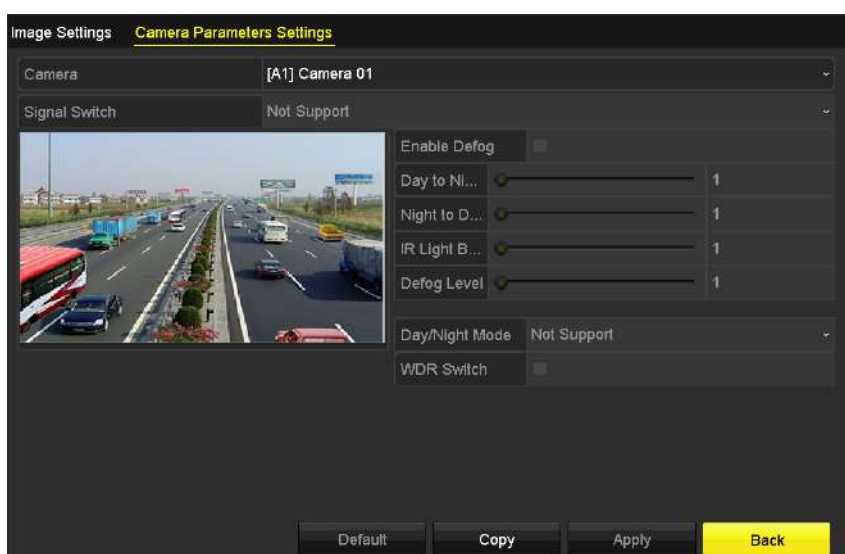 Image Settings Camera Parameters Settings
Camera [A1] Camera 01
Signal Switch Not Support
Enable Defog
Day to Ni... 1
Night to D... 1
IR Light B... 1
Defog Level 1
Day/Night Mode Not Support
WDR Switch
Default Copy Apply Back